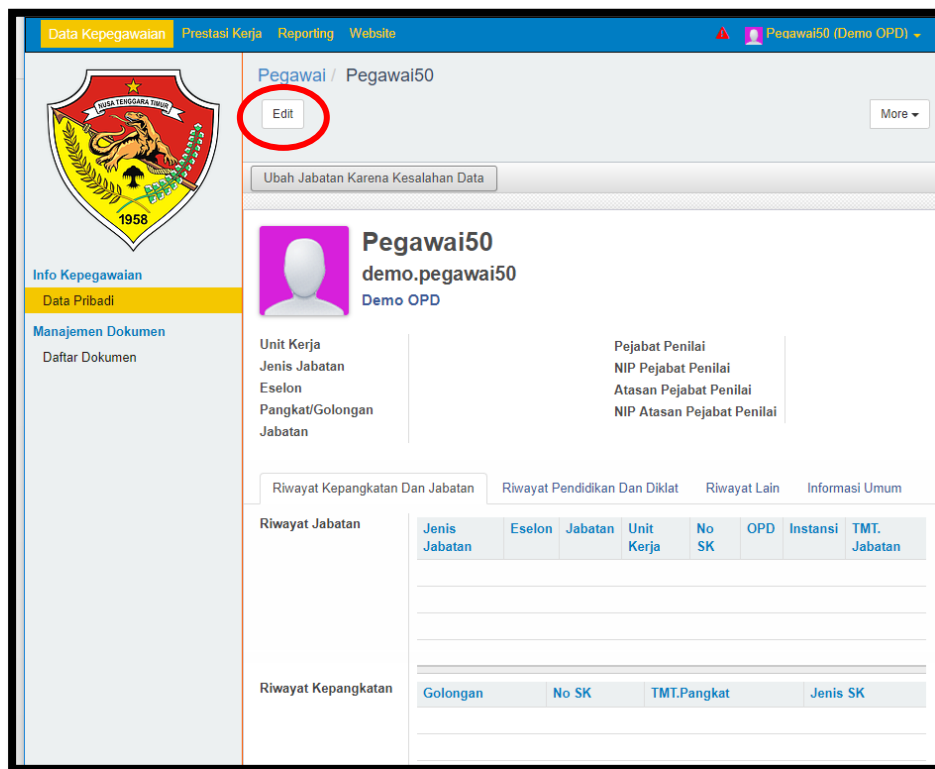 Data Kepegawaian Prestasi Kerja Reporting Website Pegawai50 (Demo OPD)
NUSA TENGGARA TIMUR
1958
Info Kepegawaian
Data Pribadi
Manajemen Dokumen
Daftar Dokumen
Pegawai / Pegawai50
Edit More
Ubah Jabatan Karena Kesalahan Data
Pegawai50
demo.pegawai50
Demo OPD
Unit Kerja
Jenis Jabatan
Eselon
Pangkat/Golongan
Jabatan
Pejabat Penilai
NIP Pejabat Penilai
Atasan Pejabat Penilai
NIP Atasan Pejabat Penilai
Riwayat Kepangkatan Dan Jabatan Riwayat Pendidikan Dan Diklat Riwayat Lain Informasi Umum
Riwayat Jabatan
Jenis Eselon Jabatan Unit No OPD Instansi TMT.
Jabatan Kerja SK Jabatan
Riwayat Kepangkatan
Golongan No SK TMT.Pangkat Jenis SK